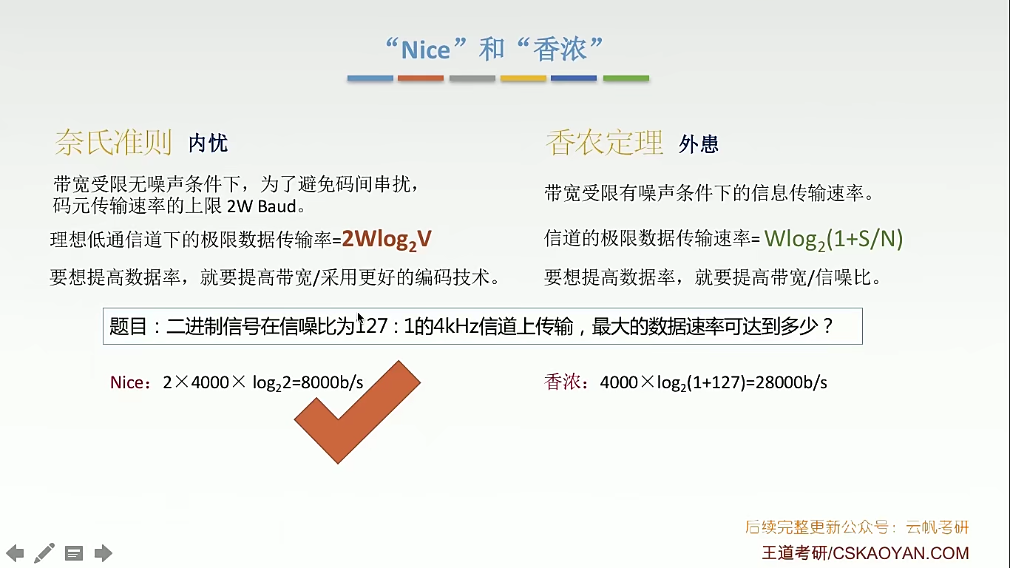 “Nice”和“香浓”
奈氏准则 内忧
带宽受限无噪声条件下，为了避免码间串扰，
码元传输速率的上限 2W Baud。
理想低通信道下的极限数据传输率=2Wlog₂V
要想提高数据率，就要提高带宽/采用更好的编码技术。
香农定理 外患
带宽受限有噪声条件下的信息传输速率。
信道的极限数据传输速率=Wlog₂(1+S/N)
要想提高数据率，就要提高带宽/信噪比。
题目：二进制信号在信噪比为127：1的4kHz信道上传输，最大的数据速率可达到多少？
Nice：2×4000× log₂2=8000b/s
香浓：4000×log₂(1+127)=28000b/s
后续完整更新公众号：云帆考研
王道考研/CSKAOYAN.COM